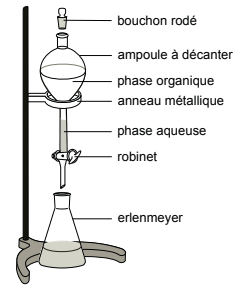 bouchon rodé
ampoule à décanter
phase organique
anneau métallique
phase aqueuse
robinet
erlenmeyer